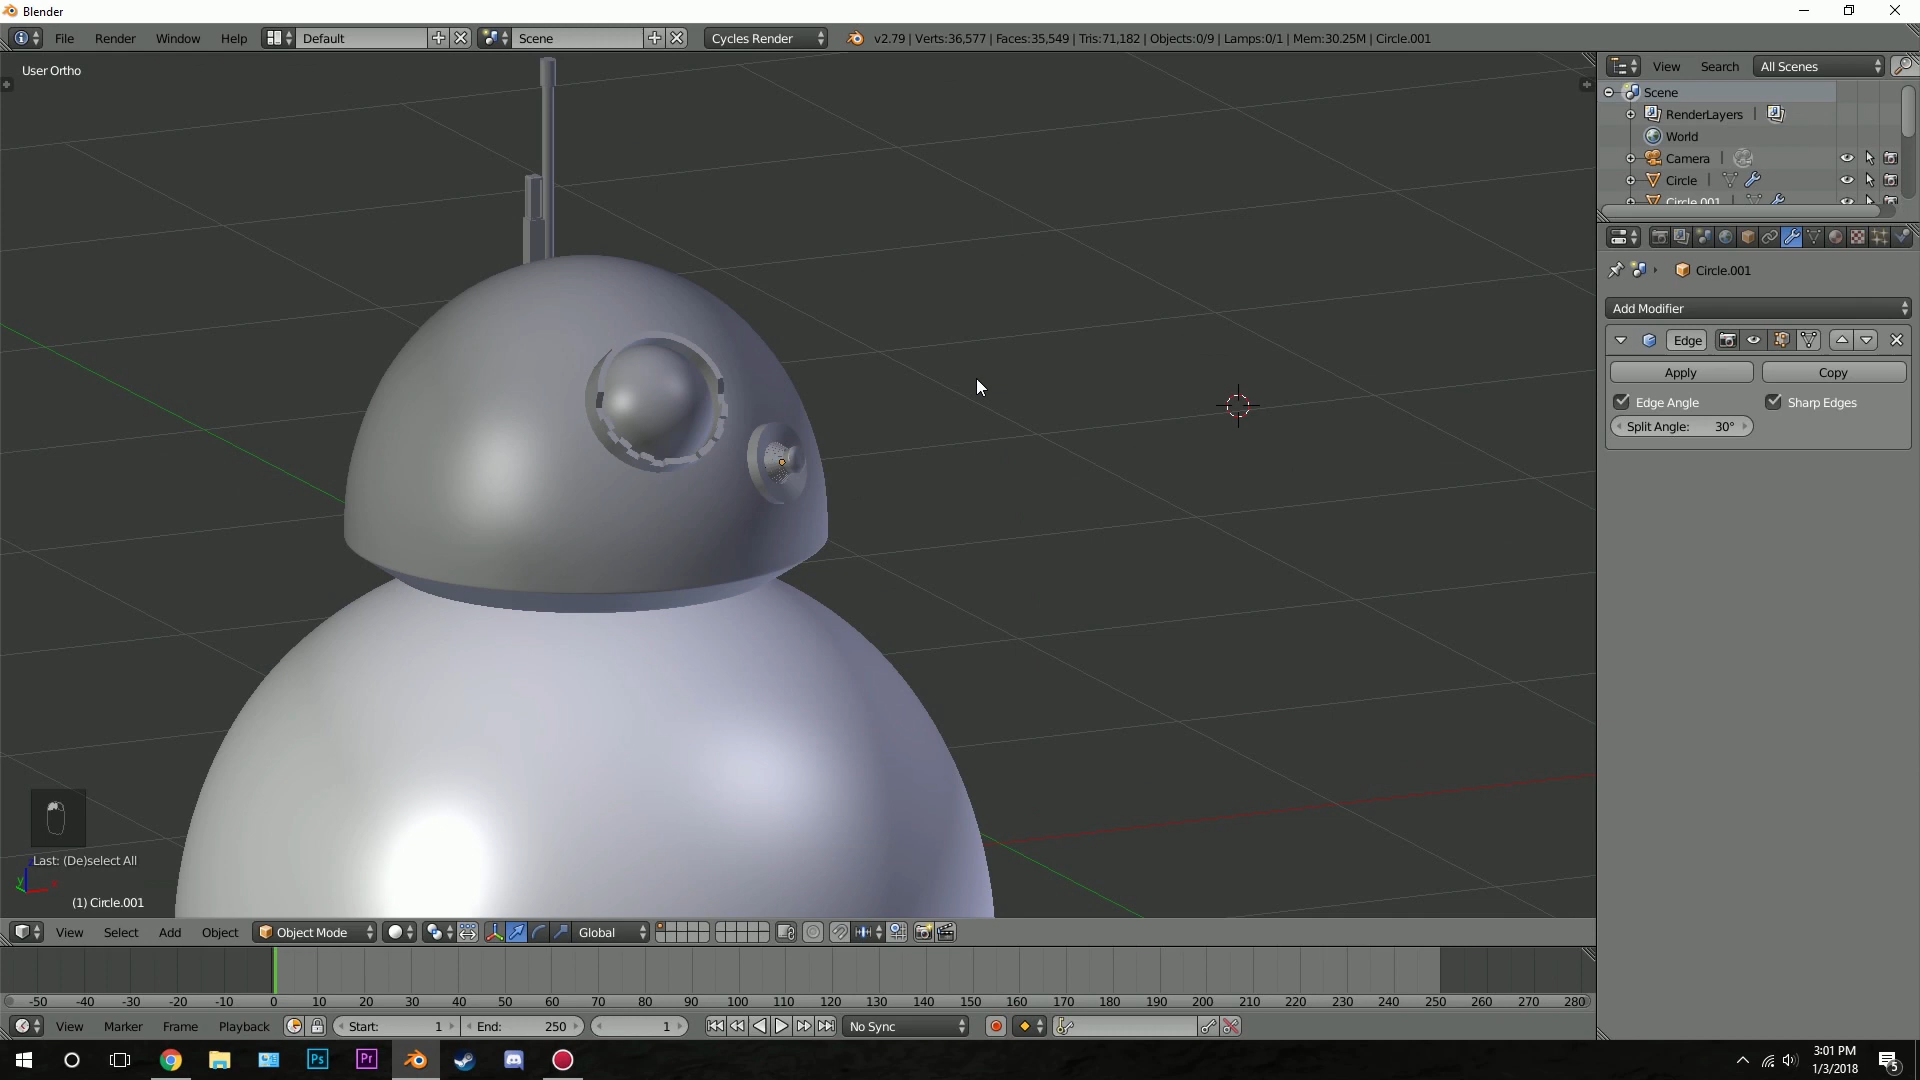 Blender
File Render Window Help Default Scene Cycles Render v2.79 | Verts:36,577 | Faces:35,549 | Tris:71,182 | Objects:0/9 | Lamps:0/1 | Mem:30.25M | Circle.001
User Ortho
View Search All Scenes
Scene
RenderLayers
World
Camera
Circle
Circle.001
Circle.001
Add Modifier
Edge
Apply Copy
Edge Angle Sharp Edges
Split Angle: 30°
Last: (De)select All
(1) Circle.001
View Select Add Object Object Mode Global
-50 -40 -30 -20 -10 0 10 20 30 40 50 60 70 80 90 100 110 120 130 140 150 160 170 180 190 200 210 220 230 240 250 260 270 280
View Marker Frame Playback Start: 1 End: 250 1 No Sync
Ps Pr
3:01 PM
1/3/2018
5